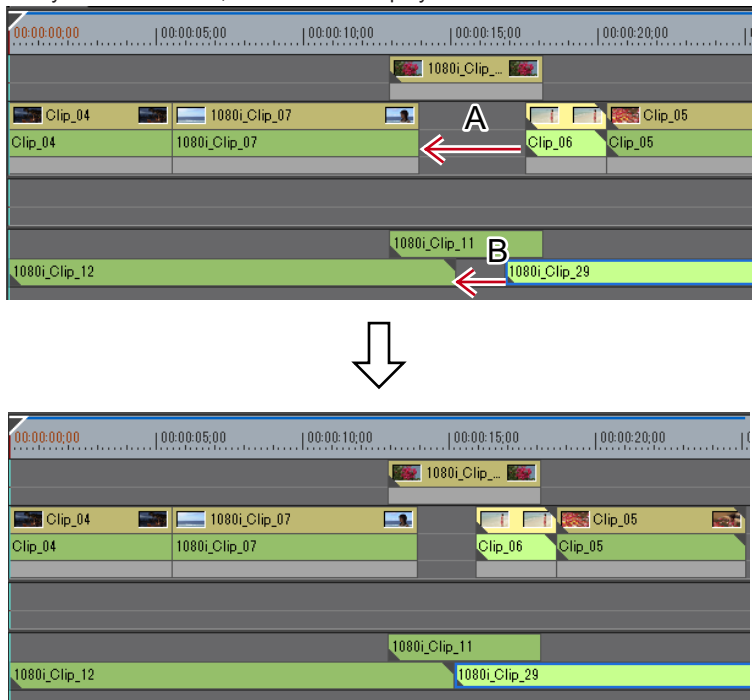 00:00:00;00 00:00:05;00 00:00:10;00 00:00:15;00 00:00:20;00
1080i_Clip_...
Clip_04 1080i_Clip_07 A Clip_05
Clip_04 1080i_Clip_07 Clip_06 Clip_05
1080i_Clip_11 B
1080i_Clip_12 1080i_Clip_29
00:00:00;00 00:00:05;00 00:00:10;00 00:00:15;00 00:00:20;00
1080i_Clip_...
Clip_04 1080i_Clip_07 Clip_05
Clip_04 1080i_Clip_07 Clip_06 Clip_05
1080i_Clip_11
1080i_Clip_12 1080i_Clip_29